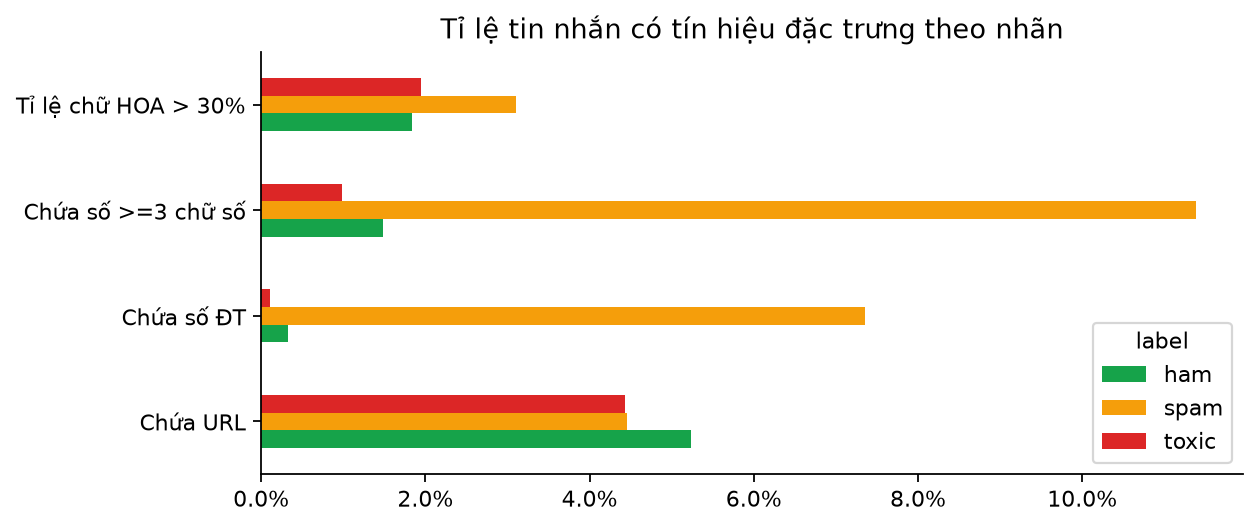 Tỉ lệ tin nhắn có tín hiệu đặc trưng theo nhãn
Tỉ lệ chữ HOA > 30%
Chứa số >=3 chữ số
Chứa số ĐT
Chứa URL
label
ham
spam
toxic
0.0% 2.0% 4.0% 6.0% 8.0% 10.0%